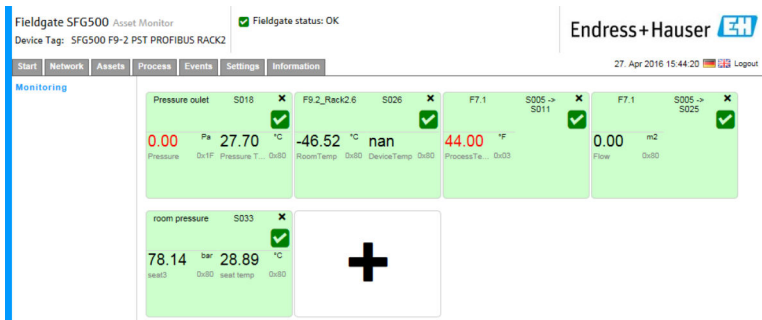 Fieldgate SFG500 Asset Monitor
Fieldgate status: OK
Device Tag: SFG500 F9-2 PST PROFIBUS RACK2
Endress+Hauser EH
Start Network Assets Process Events Settings Information
27. Apr 2016 15:44:20 Logout
Monitoring
Pressure oulet S018
0.00 Pa 27.70 °C
Pressure 0x1F Pressure T... 0x80
F9.2_Rack2.6 S026
-46.52 °C nan
RoomTemp 0x80 DeviceTemp 0x80
F7.1 S005 ->
S011
44.00 °F
ProcessTe... 0x03
F7.1 S005 ->
S025
0.00 m2
Flow 0x80
room pressure S033
78.14 bar 28.89 °C
seat3 0x80 seat temp 0x80